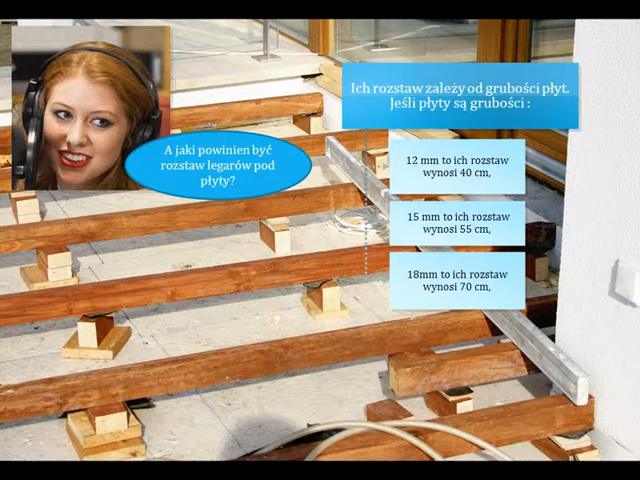 A jaki powinien być
rozstaw legarów pod
płyty?
Ich rozstaw zależy od grubości płyt.
Jeśli płyty są grubości :
12 mm to ich rozstaw
wynosi 40 cm,
15 mm to ich rozstaw
wynosi 55 cm,
18mm to ich rozstaw
wynosi 70 cm,